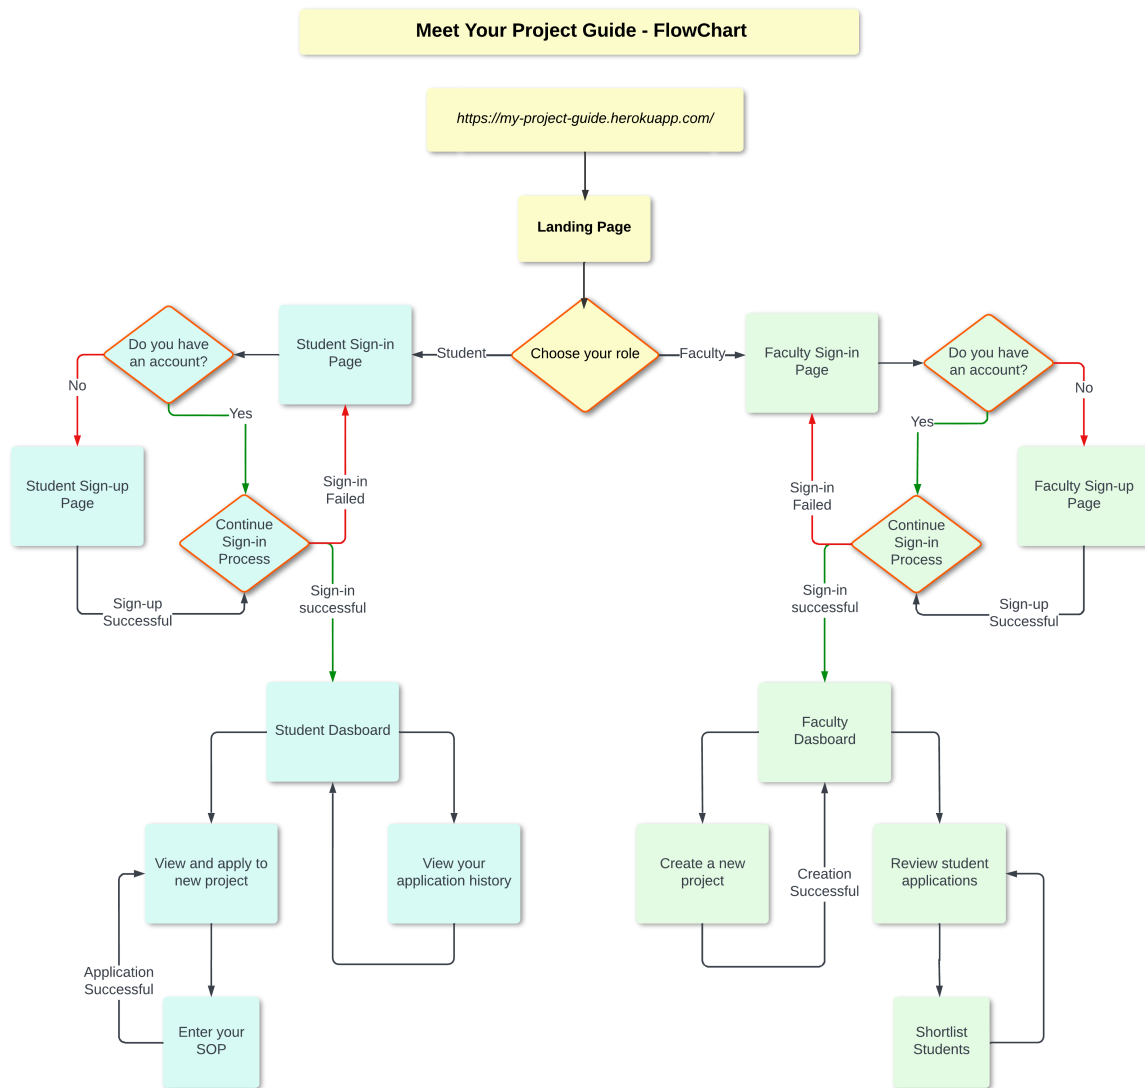 Meet Your Project Guide - FlowChart
https://my-project-guide.herokuapp.com/
Landing Page
Choose your role
Student
Faculty
Student Sign-in
Page
Do you have
an account?
No
Yes
Student Sign-up
Page
Continue
Sign-in
Process
Sign-in
Failed
Sign-up
Successful
Sign-in
successful
Faculty Sign-in
Page
Do you have
an account?
No
Yes
Faculty Sign-up
Page
Continue
Sign-in
Process
Sign-in
Failed
Sign-in
successful
Sign-up
Successful
Student Dasboard
View and apply to
new project
View your
application history
Application
Successful
Enter your
SOP
Faculty
Dasboard
Create a new
project
Creation
Successful
Review student
applications
Shortlist
Students